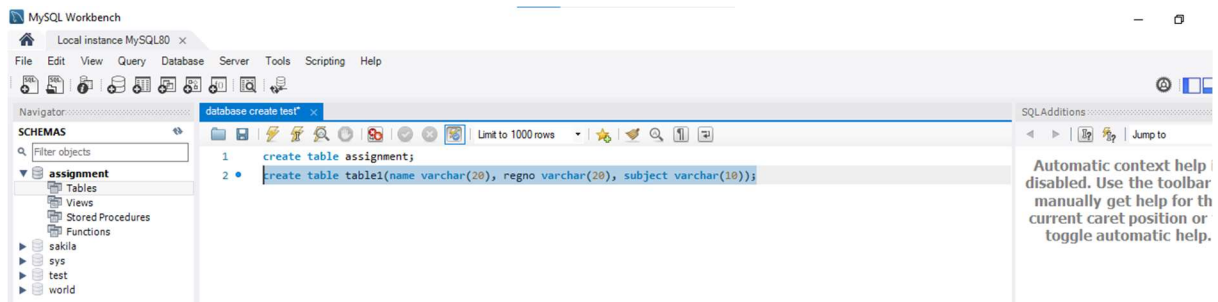 MySQL Workbench
Local instance MySQL80
File Edit View Query Database Server Tools Scripting Help
Navigator
SCHEMAS
Filter objects
assignment
Tables
Views
Stored Procedures
Functions
sakila
sys
test
world
database create test*
Limit to 1000 rows
1 create table assignment;
2 create table table1(name varchar(20), regno varchar(20), subject varchar(10));
SQLAdditions
Jump to
Automatic context help
disabled. Use the toolbar
manually get help for th
current caret position or
toggle automatic help.